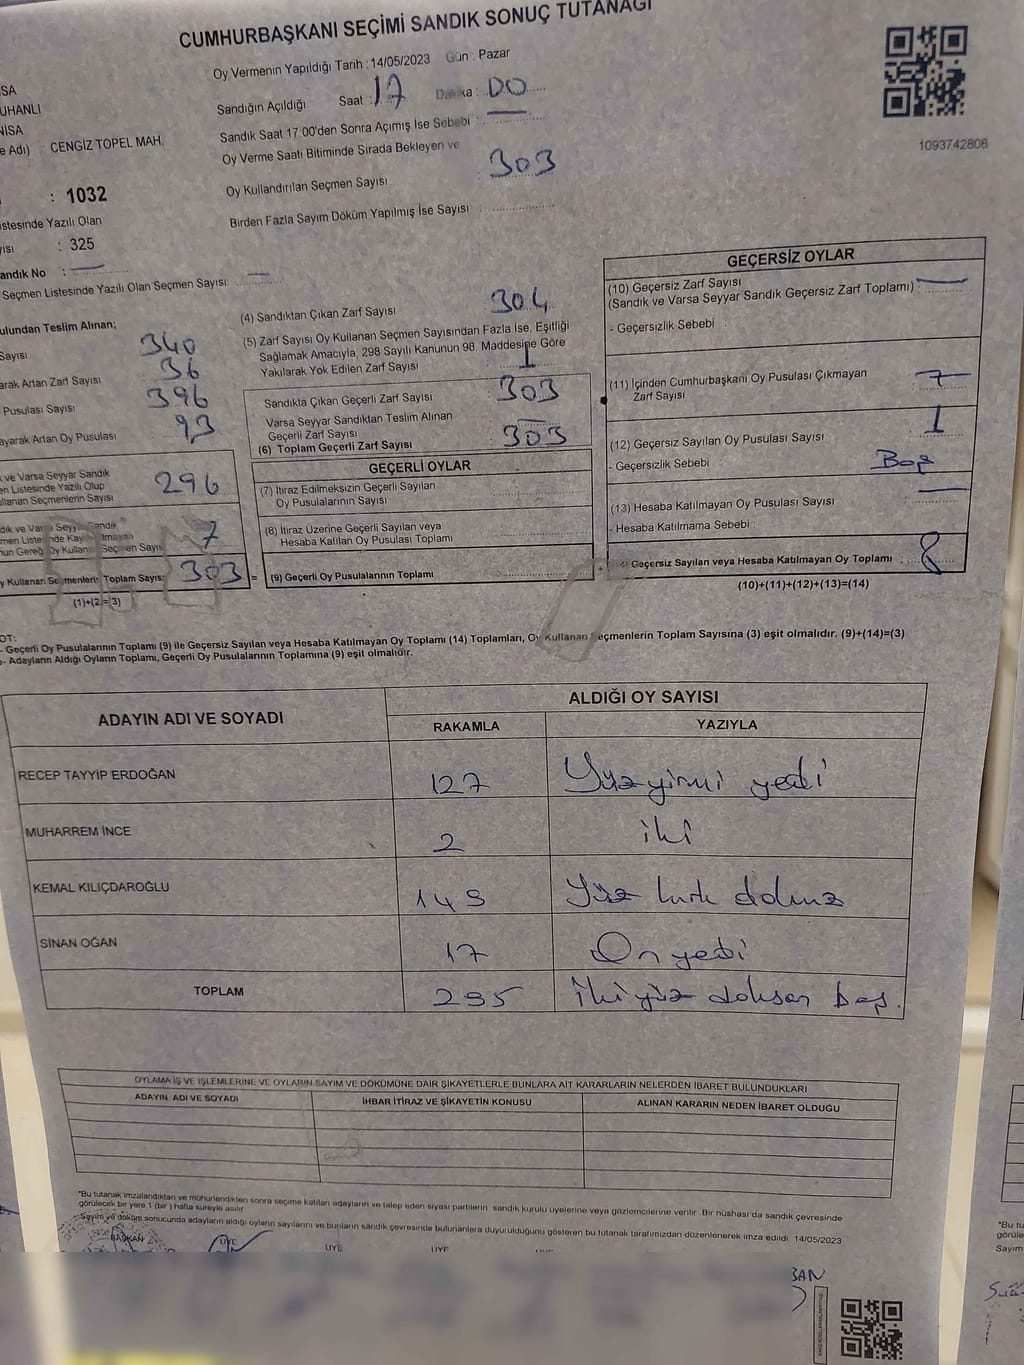 CUMHURBAŞKANI SEÇİMİ SANDIK SONUÇ TUTANAĞI
Oy Vermenin Yapıldığı Tarih : 14/05/2023 Gün : Pazar
Sandığın Açıldığı Saat : 17 Dakika : 00
Sandık Saat 17.00'den Sonra Açımış İse Sebebi :
Oy Verme Saati Bitiminde Sırada Bekleyen ve
Oy Kullandırılan Seçmen Sayısı 303
Birden Fazla Sayım Döküm Yapılmış İse Sayısı :
1093742808
SA
UHANLI
NİSA
e Adı) CENGİZ TOPEL MAH.
: 1032
istesinde Yazılı Olan
yısı : 325
andık No :
Seçmen Listesinde Yazılı Olan Seçmen Sayısı:
ulundan Teslim Alınan;
Sayısı 340
arak Artan Zarf Sayısı 36
Pusulası Sayısı 396
ayarak Artan Oy Pusulası 93
k ve Varsa Seyyar Sandık
en Listesinde Yazılı Olup
ullanan Seçmenlerin Sayısı 296
dık ve Varsa Seyyar Sandık
men Listesinde Kayıtlı Olmayıp
nun Gereği Oy Kullanan Seçmen Sayısı 7
y Kullanan Seçmenlerin Toplam Sayısı 303 =
(1)+(2)=(3)
(4) Sandıktan Çıkan Zarf Sayısı 304
(5) Zarf Sayısı Oy Kullanan Seçmen Sayısından Fazla İse, Eşitliği
Sağlamak Amacıyla, 298 Sayılı Kanunun 98. Maddesine Göre
Yakılarak Yok Edilen Zarf Sayısı 1
Sandıkta Çıkan Geçerli Zarf Sayısı 303
Varsa Seyyar Sandıktan Teslim Alınan
Geçerli Zarf Sayısı
(6) Toplam Geçerli Zarf Sayısı 303
GEÇERLİ OYLAR
(7) İtiraz Edilmeksizin Geçerli Sayılan
Oy Pusulalarının Sayısı
(8) İtiraz Üzerine Geçerli Sayılan veya
Hesaba Katılan Oy Pusulası Toplamı
(9) Geçerli Oy Pusulalarının Toplamı +
GEÇERSİZ OYLAR
(10) Geçersiz Zarf Sayısı
(Sandık ve Varsa Seyyar Sandık Geçersiz Zarf Toplamı) :
- Geçersizlik Sebebi :
(11) İçinden Cumhurbaşkanı Oy Pusulası Çıkmayan
Zarf Sayısı 7
(12) Geçersiz Sayılan Oy Pusulası Sayısı 1
- Geçersizlik Sebebi : Boş
(13) Hesaba Katılmayan Oy Pusulası Sayısı :
- Hesaba Katılmama Sebebi :
Geçersiz Sayılan veya Hesaba Katılmayan Oy Toplamı : 8
(10)+(11)+(12)+(13)=(14)
OT:
- Geçerli Oy Pusulalarının Toplamı (9) ile Geçersiz Sayılan veya Hesaba Katılmayan Oy Toplamı (14) Toplamları, Oy Kullanan Seçmenlerin Toplam Sayısına (3) eşit olmalıdır. (9)+(14)=(3)
- Adayların Aldığı Oyların Toplamı, Geçerli Oy Pusulalarının Toplamına (9) eşit olmalıdır.
ADAYIN ADI VE SOYADI ALDIĞI OY SAYISI
RAKAMLA YAZIYLA
RECEP TAYYİP ERDOĞAN 127 Yüzyirmi yedi
MUHARREM İNCE 2 iki
KEMAL KILIÇDAROĞLU 149 Yüz kırk dokuz
SİNAN OĞAN 17 On yedi
TOPLAM 295 İkiyüz doksan beş.
OYLAMA İŞ VE İŞLEMLERİNE VE OYLARIN SAYIM VE DÖKÜMÜNE DAİR ŞİKAYETLERLE BUNLARA AİT KARARLARIN NELERDEN İBARET BULUNDUKLARI
ADAYIN ADI VE SOYADI İHBAR İTİRAZ VE ŞİKAYETİN KONUSU ALINAN KARARIN NEDEN İBARET OLDUĞU
*Bu tutanak imzalandıktan ve mühürlendikten sonra seçime katılan adayların ve talep eden siyasi partilerin sandık kurulu üyelerine veya gözlemcilerine verilir. Bir nüshası da sandık çevresinde
görülecek bir yere 1 (bir) hafta süreyle asılır.
Sayım ve döküm sonucunda adayların aldığı oyların sayılarını ve bunların sandık çevresinde bulunanlara duyurulduğunu gösteren bu tutanak tarafımızdan düzenlenerek imza edildi. 14/05/2023
BAŞKAN ÜYE ÜYE ÜYE
BAN
*Bu tu
görüle
Sayım